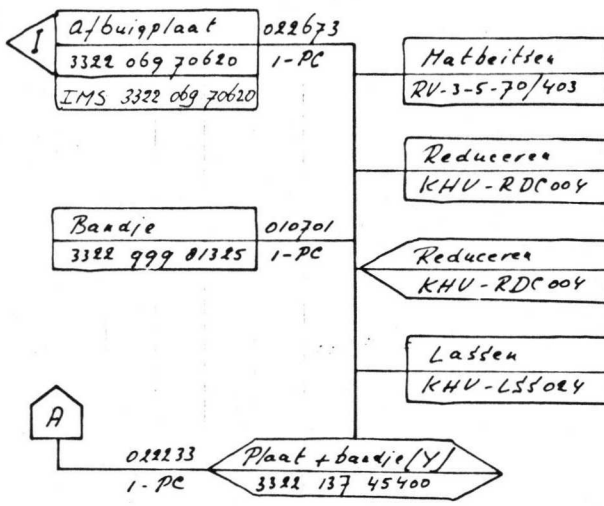 I
Afbuigplaat 022673
3322 069 70620 1-PC
IMS 3322 069 70620
Matbeitsen
RV-3-5-70/403
Reduceren
KHV-RDC004
Bandje 010701
3322 999 81325 1-PC
Reduceren
KHV-RDC004
Lassen
KHV-LSS024
A
022233 Plaat + bandje (Y)
1-PC 3322 137 45400